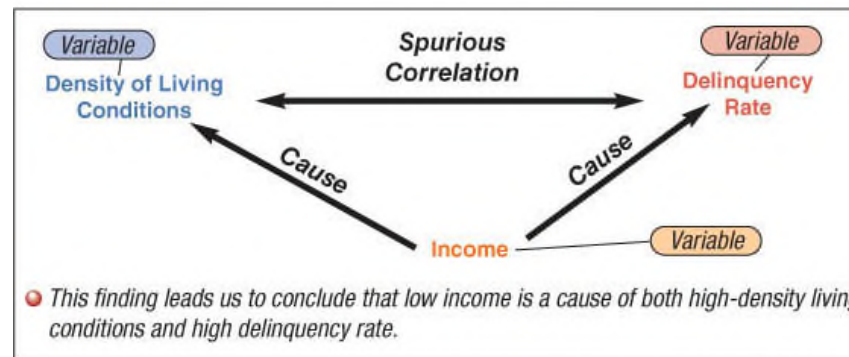 Variable
Variable
Spurious
Correlation
Density of Living
Conditions
Delinquency
Rate
Cause
Cause
Income
Variable
This finding leads us to conclude that low income is a cause of both high-density living
conditions and high delinquency rate.